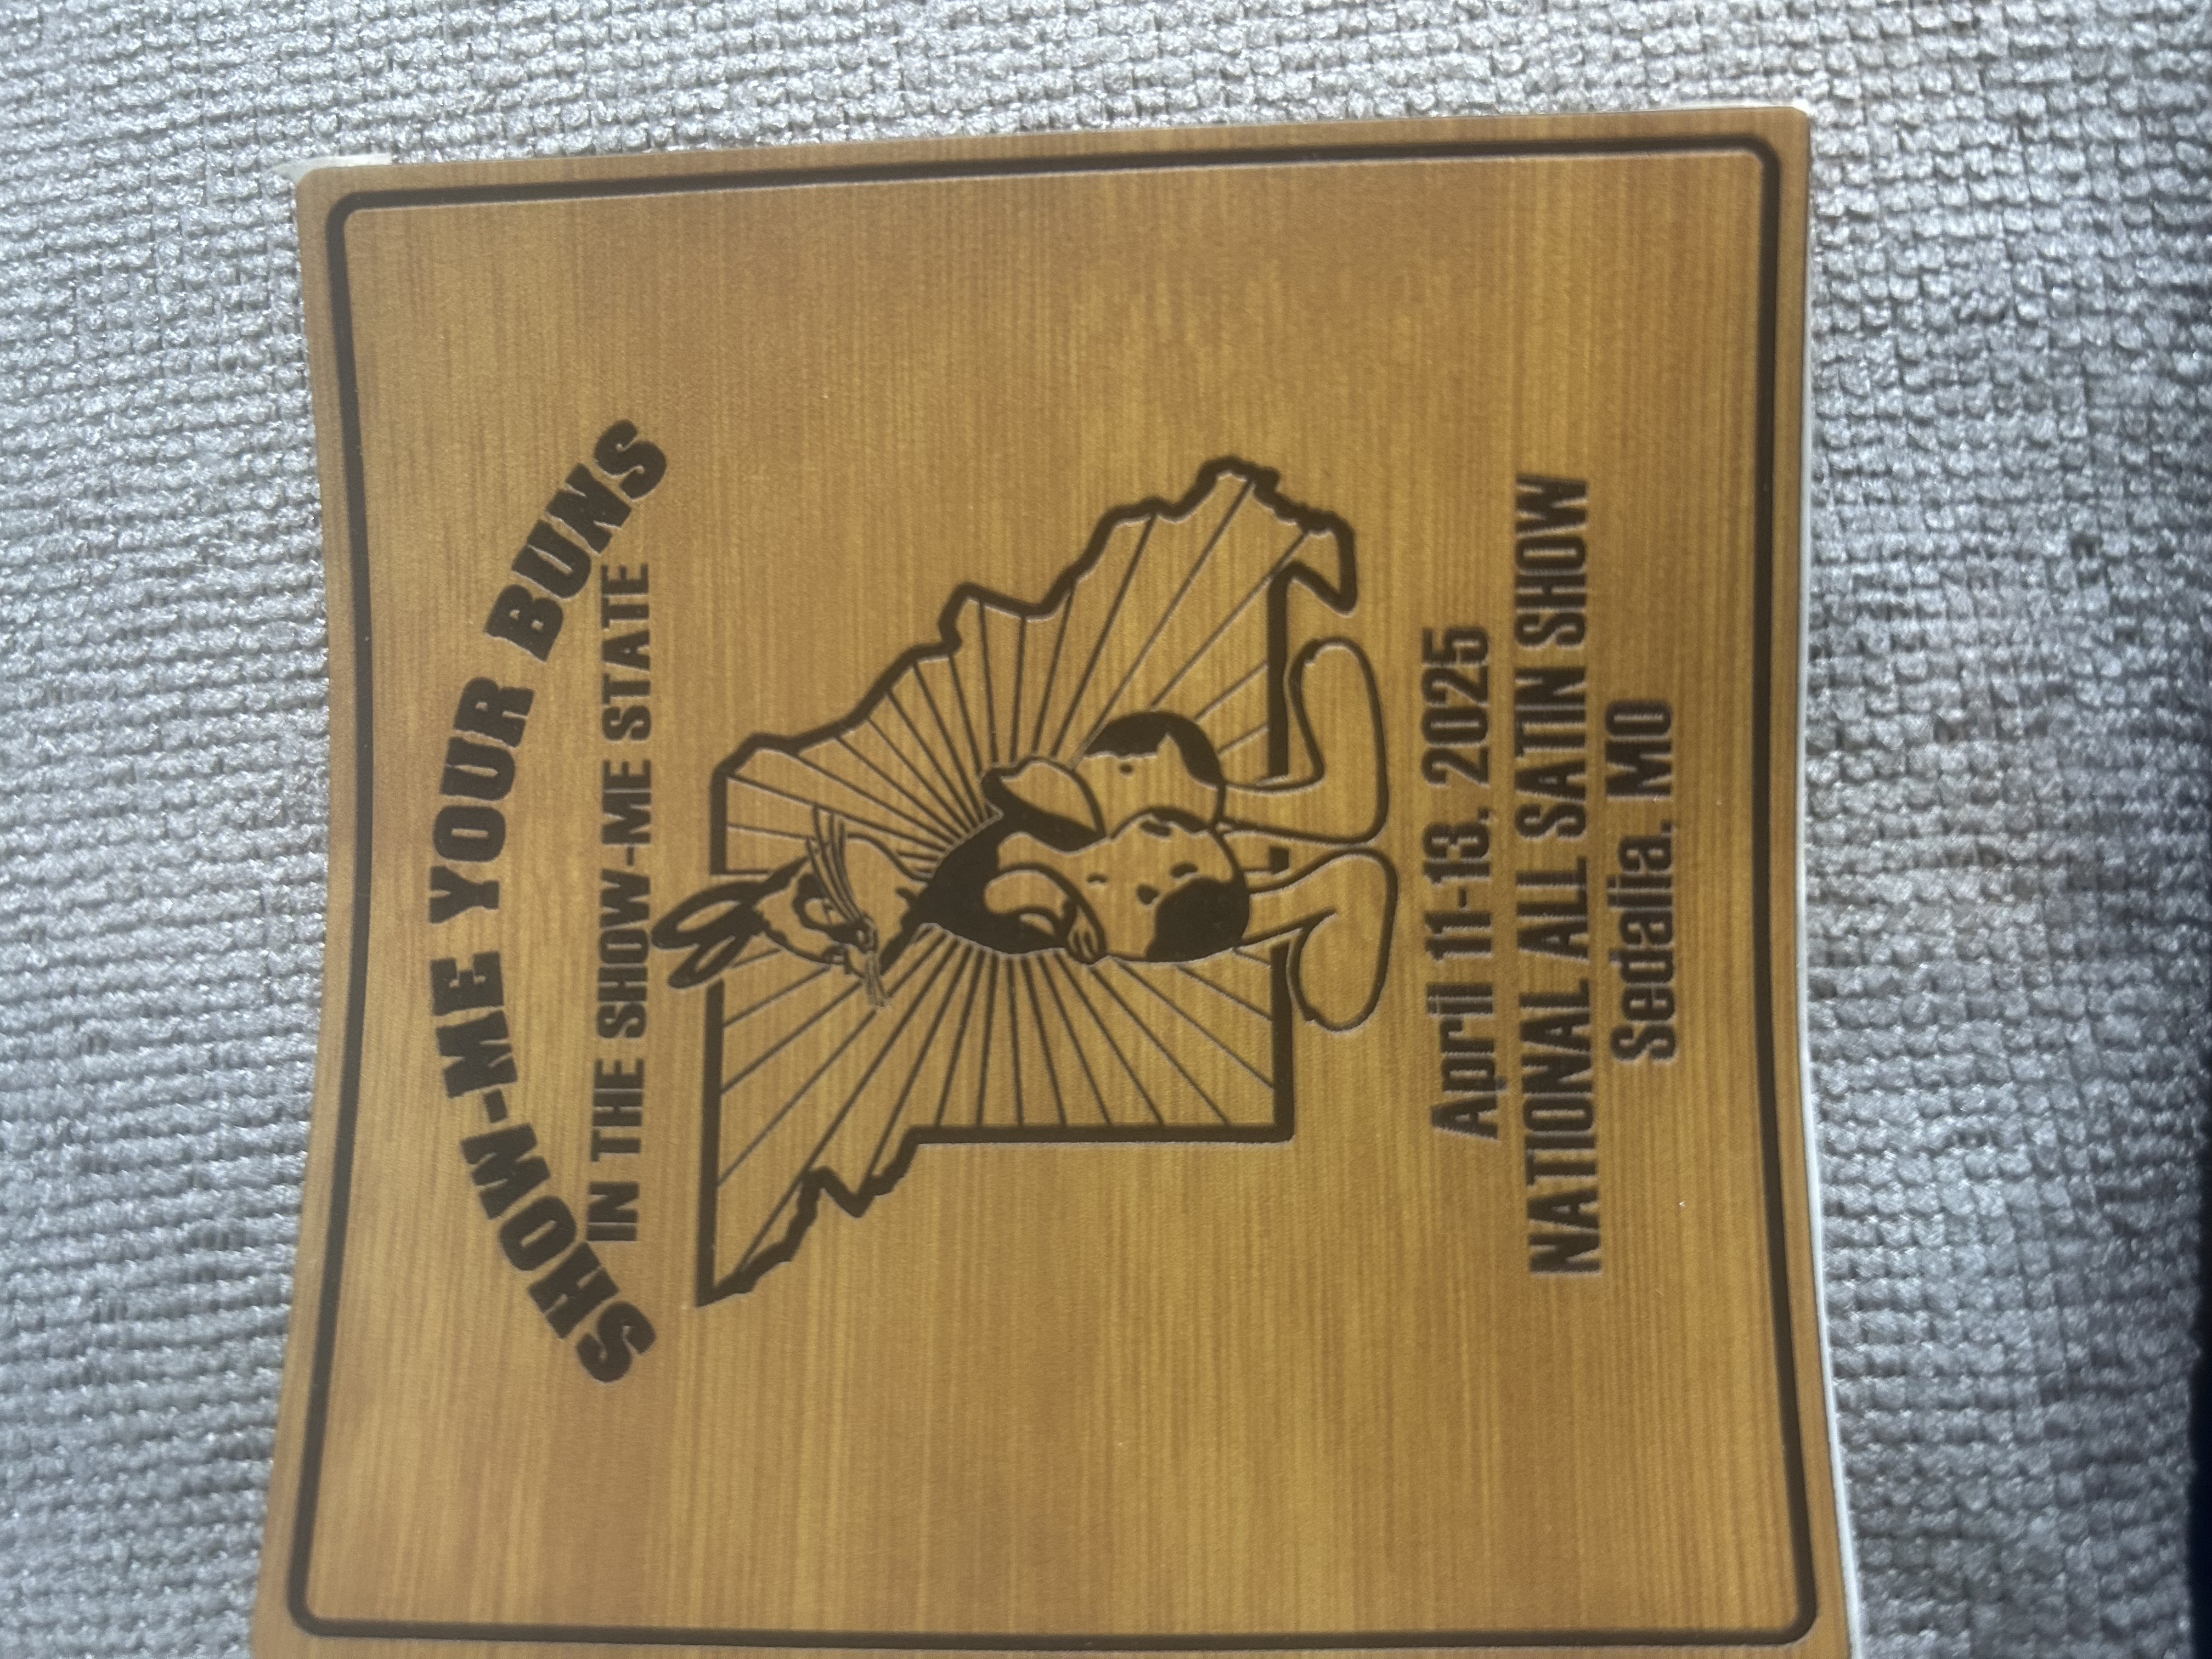 SHOW-ME YOUR BUNS
IN THE SHOW-ME STATE
April 11-13, 2025
NATIONAL ALL SATIN SHOW
Sedalia, MO